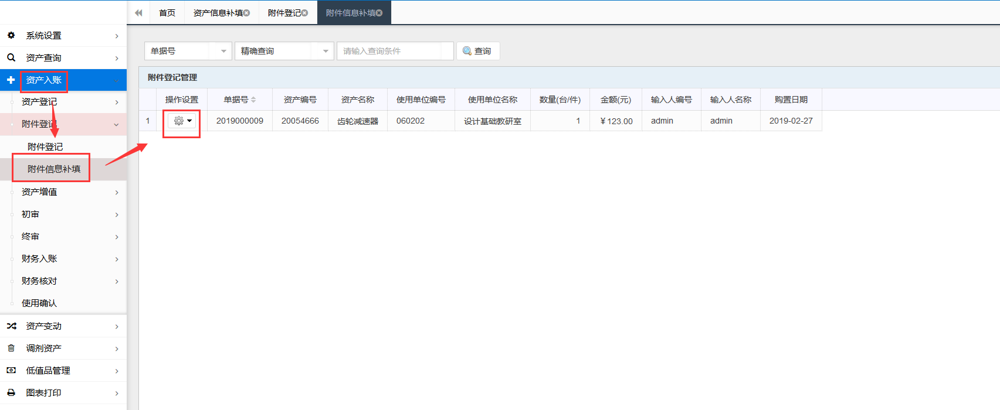 首页 资产信息补填 附件登记 附件信息补填
系统设置
资产查询
资产入账
资产登记
附件登记
附件登记
附件信息补填
资产增值
初审
终审
财务入账
财务核对
使用确认
资产变动
调剂资产
低值品管理
图表打印
单据号 精确查询 请输入查询条件 查询
附件登记管理
操作设置 单据号 资产编号 资产名称 使用单位编号 使用单位名称 数量(台/件) 金额(元) 输入人编号 输入人名称 购置日期
1 2019000009 20054666 齿轮减速器 060202 设计基础教研室 1 ￥123.00 admin admin 2019-02-27